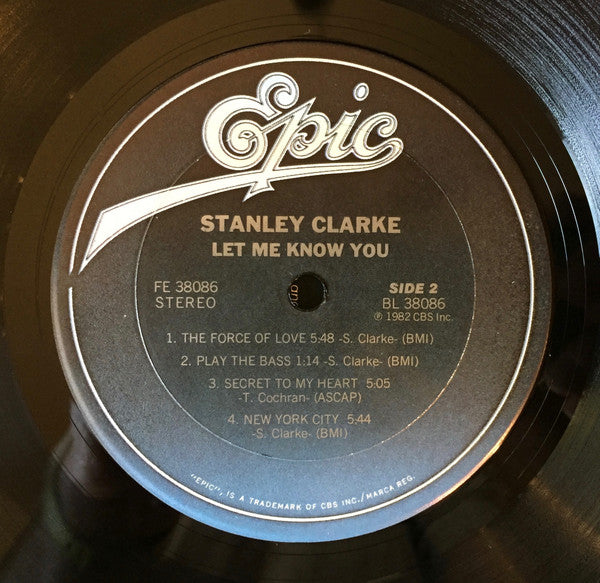 Epic
STANLEY CLARKE
LET ME KNOW YOU
FE 38086
STEREO
SIDE 2
BL 38086
℗ 1982 CBS Inc.
1. THE FORCE OF LOVE 5:48 -S. Clarke- (BMI)
2. PLAY THE BASS 1:14 -S. Clarke- (BMI)
3. SECRET TO MY HEART 5:05
-T. Cochran- (ASCAP)
4. NEW YORK CITY 5:44
-S. Clarke- (BMI)
"EPIC", IS A TRADEMARK OF CBS INC./MARCA REG.